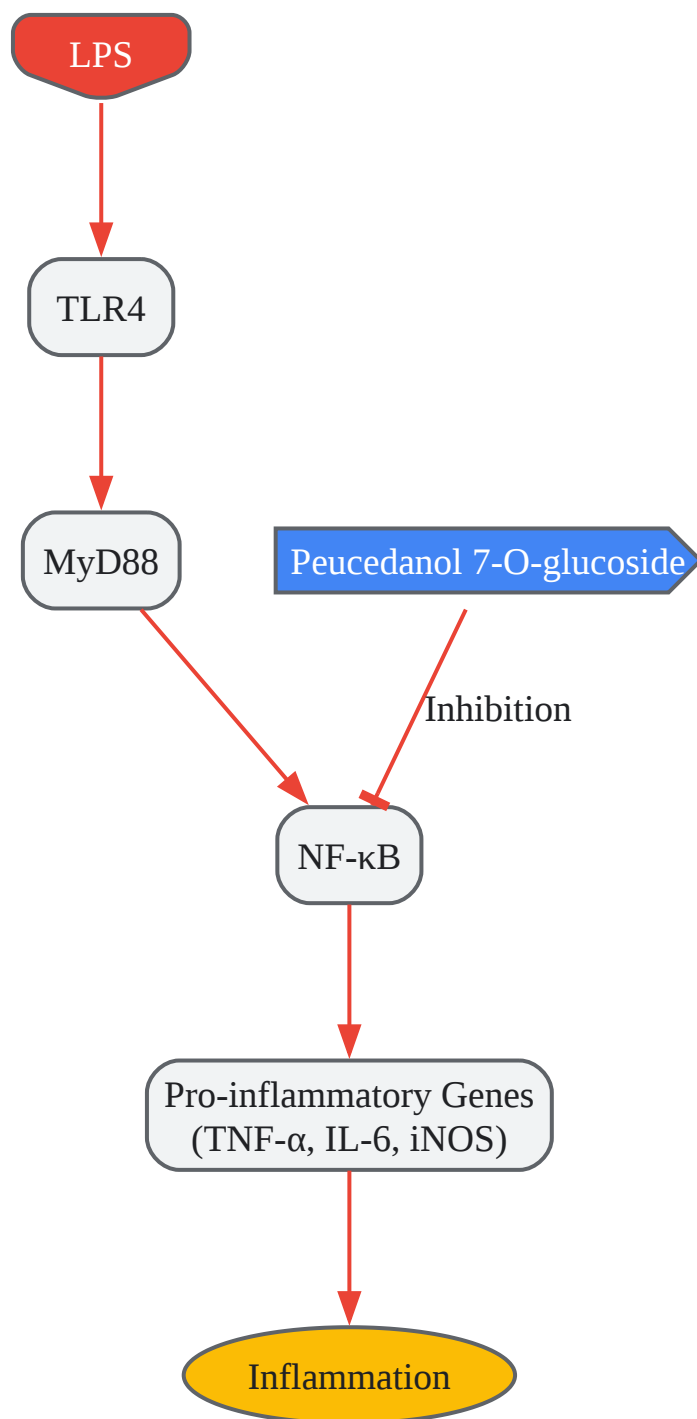 LPS
TLR4
MyD88
Peucedanol 7-O-glucoside
Inhibition
NF-κB
Pro-inflammatory Genes
(TNF-α, IL-6, iNOS)
Inflammation